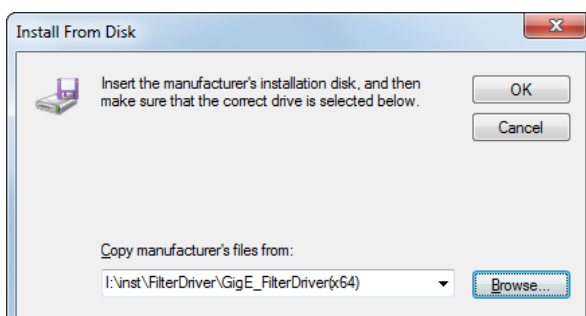 Install From Disk
Insert the manufacturer's installation disk, and then
make sure that the correct drive is selected below.
OK
Cancel
Copy manufacturer's files from:
I:\inst\FilterDriver\GigE_FilterDriver(x64)
Browse...